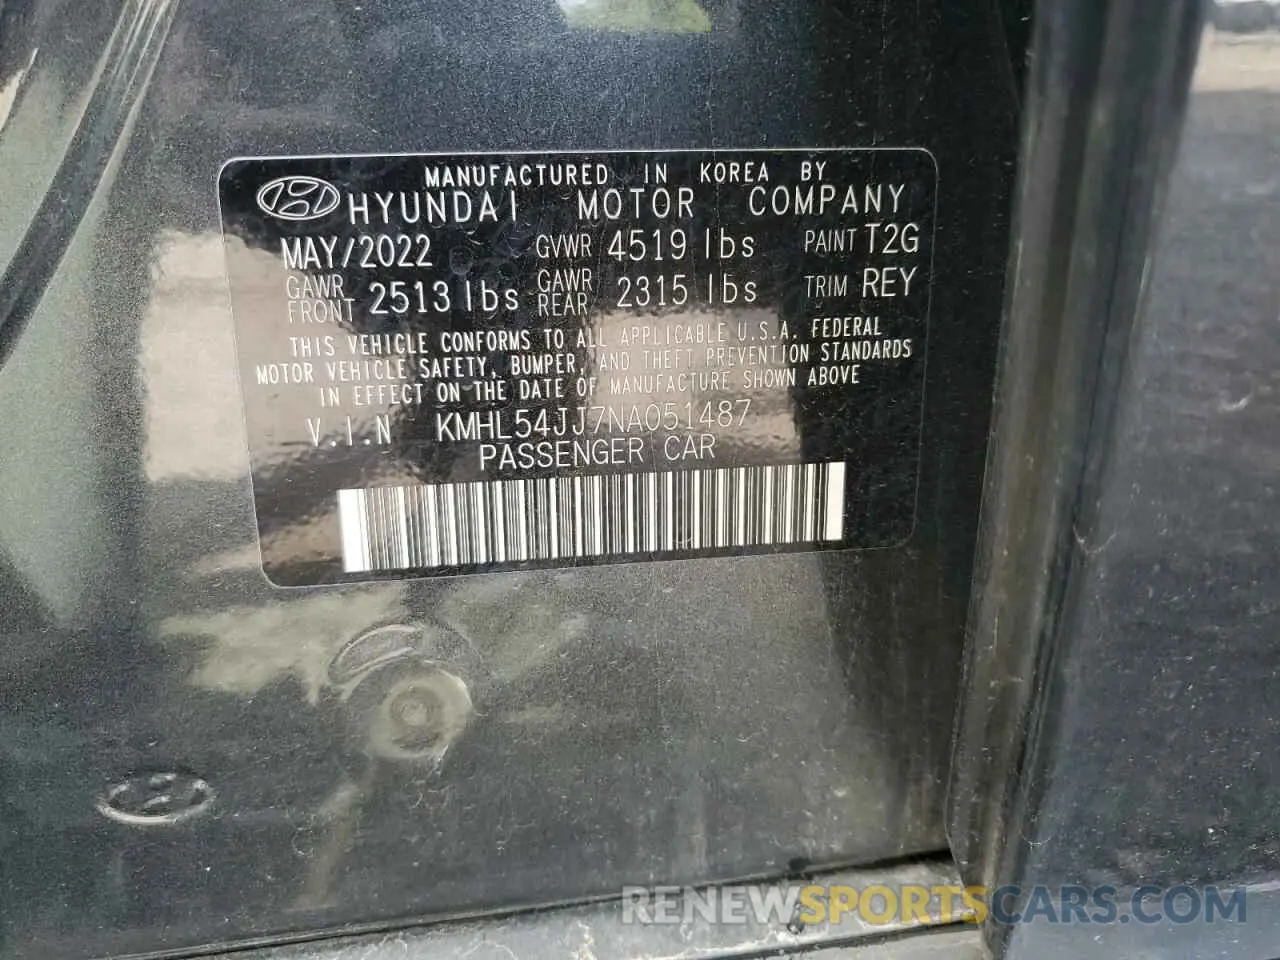 MANUFACTURED IN KOREA BY
HYUNDAI MOTOR COMPANY
MAY/2022 GVWR 4519 lbs PAINT T2G
GAWR FRONT 2513 lbs GAWR REAR 2315 lbs TRIM REY
THIS VEHICLE CONFORMS TO ALL APPLICABLE U.S.A. FEDERAL
MOTOR VEHICLE SAFETY, BUMPER, AND THEFT PREVENTION STANDARDS
IN EFFECT ON THE DATE OF MANUFACTURE SHOWN ABOVE
V.I.N KMHL54JJ7NA051487
PASSENGER CAR
RENEWSPORTSCARS.COM